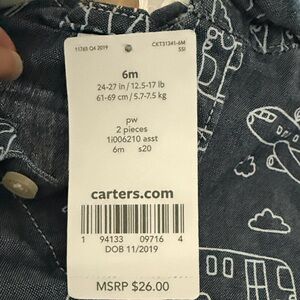 11765 Q4 2019
CKT31341-6M
SSI
6m
24-27 in / 12.5-17 lb
61-69 cm / 5.7-7.5 kg
pw
2 pieces
1i006210 asst
6m s20
carters.com
1 94133 09716 4
DOB 11/2019
MSRP $26.00